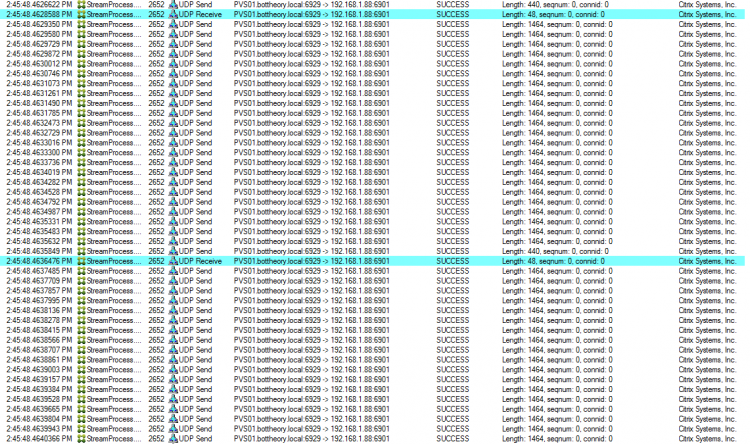 2:45:48.4626622 PM StreamProcess.... 2652 UDP Send PVS01.bottheory.local:6929 -> 192.168.1.88:6901 SUCCESS Length: 440, seqnum: 0, connid: 0 Citrix Systems, Inc.
2:45:48.4628588 PM StreamProcess.... 2652 UDP Receive PVS01.bottheory.local:6929 -> 192.168.1.88:6901 SUCCESS Length: 48, seqnum: 0, connid: 0 Citrix Systems, Inc.
2:45:48.4629350 PM StreamProcess.... 2652 UDP Send PVS01.bottheory.local:6929 -> 192.168.1.88:6901 SUCCESS Length: 1464, seqnum: 0, connid: 0 Citrix Systems, Inc.
2:45:48.4629580 PM StreamProcess.... 2652 UDP Send PVS01.bottheory.local:6929 -> 192.168.1.88:6901 SUCCESS Length: 1464, seqnum: 0, connid: 0 Citrix Systems, Inc.
2:45:48.4629729 PM StreamProcess.... 2652 UDP Send PVS01.bottheory.local:6929 -> 192.168.1.88:6901 SUCCESS Length: 1464, seqnum: 0, connid: 0 Citrix Systems, Inc.
2:45:48.4629872 PM StreamProcess.... 2652 UDP Send PVS01.bottheory.local:6929 -> 192.168.1.88:6901 SUCCESS Length: 1464, seqnum: 0, connid: 0 Citrix Systems, Inc.
2:45:48.4630012 PM StreamProcess.... 2652 UDP Send PVS01.bottheory.local:6929 -> 192.168.1.88:6901 SUCCESS Length: 1464, seqnum: 0, connid: 0 Citrix Systems, Inc.
2:45:48.4630746 PM StreamProcess.... 2652 UDP Send PVS01.bottheory.local:6929 -> 192.168.1.88:6901 SUCCESS Length: 1464, seqnum: 0, connid: 0 Citrix Systems, Inc.
2:45:48.4631073 PM StreamProcess.... 2652 UDP Send PVS01.bottheory.local:6929 -> 192.168.1.88:6901 SUCCESS Length: 1464, seqnum: 0, connid: 0 Citrix Systems, Inc.
2:45:48.4631261 PM StreamProcess.... 2652 UDP Send PVS01.bottheory.local:6929 -> 192.168.1.88:6901 SUCCESS Length: 1464, seqnum: 0, connid: 0 Citrix Systems, Inc.
2:45:48.4631490 PM StreamProcess.... 2652 UDP Send PVS01.bottheory.local:6929 -> 192.168.1.88:6901 SUCCESS Length: 1464, seqnum: 0, connid: 0 Citrix Systems, Inc.
2:45:48.4631785 PM StreamProcess.... 2652 UDP Send PVS01.bottheory.local:6929 -> 192.168.1.88:6901 SUCCESS Length: 1464, seqnum: 0, connid: 0 Citrix Systems, Inc.
2:45:48.4632473 PM StreamProcess.... 2652 UDP Send PVS01.bottheory.local:6929 -> 192.168.1.88:6901 SUCCESS Length: 1464, seqnum: 0, connid: 0 Citrix Systems, Inc.
2:45:48.4632729 PM StreamProcess.... 2652 UDP Send PVS01.bottheory.local:6929 -> 192.168.1.88:6901 SUCCESS Length: 1464, seqnum: 0, connid: 0 Citrix Systems, Inc.
2:45:48.4633016 PM StreamProcess.... 2652 UDP Send PVS01.bottheory.local:6929 -> 192.168.1.88:6901 SUCCESS Length: 1464, seqnum: 0, connid: 0 Citrix Systems, Inc.
2:45:48.4633300 PM StreamProcess.... 2652 UDP Send PVS01.bottheory.local:6929 -> 192.168.1.88:6901 SUCCESS Length: 1464, seqnum: 0, connid: 0 Citrix Systems, Inc.
2:45:48.4633736 PM StreamProcess.... 2652 UDP Send PVS01.bottheory.local:6929 -> 192.168.1.88:6901 SUCCESS Length: 1464, seqnum: 0, connid: 0 Citrix Systems, Inc.
2:45:48.4634019 PM StreamProcess.... 2652 UDP Send PVS01.bottheory.local:6929 -> 192.168.1.88:6901 SUCCESS Length: 1464, seqnum: 0, connid: 0 Citrix Systems, Inc.
2:45:48.4634282 PM StreamProcess.... 2652 UDP Send PVS01.bottheory.local:6929 -> 192.168.1.88:6901 SUCCESS Length: 1464, seqnum: 0, connid: 0 Citrix Systems, Inc.
2:45:48.4634528 PM StreamProcess.... 2652 UDP Send PVS01.bottheory.local:6929 -> 192.168.1.88:6901 SUCCESS Length: 1464, seqnum: 0, connid: 0 Citrix Systems, Inc.
2:45:48.4634792 PM StreamProcess.... 2652 UDP Send PVS01.bottheory.local:6929 -> 192.168.1.88:6901 SUCCESS Length: 1464, seqnum: 0, connid: 0 Citrix Systems, Inc.
2:45:48.4634987 PM StreamProcess.... 2652 UDP Send PVS01.bottheory.local:6929 -> 192.168.1.88:6901 SUCCESS Length: 1464, seqnum: 0, connid: 0 Citrix Systems, Inc.
2:45:48.4635331 PM StreamProcess.... 2652 UDP Send PVS01.bottheory.local:6929 -> 192.168.1.88:6901 SUCCESS Length: 1464, seqnum: 0, connid: 0 Citrix Systems, Inc.
2:45:48.4635483 PM StreamProcess.... 2652 UDP Send PVS01.bottheory.local:6929 -> 192.168.1.88:6901 SUCCESS Length: 1464, seqnum: 0, connid: 0 Citrix Systems, Inc.
2:45:48.4635632 PM StreamProcess.... 2652 UDP Send PVS01.bottheory.local:6929 -> 192.168.1.88:6901 SUCCESS Length: 1464, seqnum: 0, connid: 0 Citrix Systems, Inc.
2:45:48.4635849 PM StreamProcess.... 2652 UDP Send PVS01.bottheory.local:6929 -> 192.168.1.88:6901 SUCCESS Length: 440, seqnum: 0, connid: 0 Citrix Systems, Inc.
2:45:48.4636476 PM StreamProcess.... 2652 UDP Receive PVS01.bottheory.local:6929 -> 192.168.1.88:6901 SUCCESS Length: 48, seqnum: 0, connid: 0 Citrix Systems, Inc.
2:45:48.4637485 PM StreamProcess.... 2652 UDP Send PVS01.bottheory.local:6929 -> 192.168.1.88:6901 SUCCESS Length: 1464, seqnum: 0, connid: 0 Citrix Systems, Inc.
2:45:48.4637709 PM StreamProcess.... 2652 UDP Send PVS01.bottheory.local:6929 -> 192.168.1.88:6901 SUCCESS Length: 1464, seqnum: 0, connid: 0 Citrix Systems, Inc.
2:45:48.4637857 PM StreamProcess.... 2652 UDP Send PVS01.bottheory.local:6929 -> 192.168.1.88:6901 SUCCESS Length: 1464, seqnum: 0, connid: 0 Citrix Systems, Inc.
2:45:48.4637995 PM StreamProcess.... 2652 UDP Send PVS01.bottheory.local:6929 -> 192.168.1.88:6901 SUCCESS Length: 1464, seqnum: 0, connid: 0 Citrix Systems, Inc.
2:45:48.4638136 PM StreamProcess.... 2652 UDP Send PVS01.bottheory.local:6929 -> 192.168.1.88:6901 SUCCESS Length: 1464, seqnum: 0, connid: 0 Citrix Systems, Inc.
2:45:48.4638278 PM StreamProcess.... 2652 UDP Send PVS01.bottheory.local:6929 -> 192.168.1.88:6901 SUCCESS Length: 1464, seqnum: 0, connid: 0 Citrix Systems, Inc.
2:45:48.4638415 PM StreamProcess.... 2652 UDP Send PVS01.bottheory.local:6929 -> 192.168.1.88:6901 SUCCESS Length: 1464, seqnum: 0, connid: 0 Citrix Systems, Inc.
2:45:48.4638566 PM StreamProcess.... 2652 UDP Send PVS01.bottheory.local:6929 -> 192.168.1.88:6901 SUCCESS Length: 1464, seqnum: 0, connid: 0 Citrix Systems, Inc.
2:45:48.4638707 PM StreamProcess.... 2652 UDP Send PVS01.bottheory.local:6929 -> 192.168.1.88:6901 SUCCESS Length: 1464, seqnum: 0, connid: 0 Citrix Systems, Inc.
2:45:48.4638861 PM StreamProcess.... 2652 UDP Send PVS01.bottheory.local:6929 -> 192.168.1.88:6901 SUCCESS Length: 1464, seqnum: 0, connid: 0 Citrix Systems, Inc.
2:45:48.4639003 PM StreamProcess.... 2652 UDP Send PVS01.bottheory.local:6929 -> 192.168.1.88:6901 SUCCESS Length: 1464, seqnum: 0, connid: 0 Citrix Systems, Inc.
2:45:48.4639157 PM StreamProcess.... 2652 UDP Send PVS01.bottheory.local:6929 -> 192.168.1.88:6901 SUCCESS Length: 1464, seqnum: 0, connid: 0 Citrix Systems, Inc.
2:45:48.4639384 PM StreamProcess.... 2652 UDP Send PVS01.bottheory.local:6929 -> 192.168.1.88:6901 SUCCESS Length: 1464, seqnum: 0, connid: 0 Citrix Systems, Inc.
2:45:48.4639528 PM StreamProcess.... 2652 UDP Send PVS01.bottheory.local:6929 -> 192.168.1.88:6901 SUCCESS Length: 1464, seqnum: 0, connid: 0 Citrix Systems, Inc.
2:45:48.4639665 PM StreamProcess.... 2652 UDP Send PVS01.bottheory.local:6929 -> 192.168.1.88:6901 SUCCESS Length: 1464, seqnum: 0, connid: 0 Citrix Systems, Inc.
2:45:48.4639804 PM StreamProcess.... 2652 UDP Send PVS01.bottheory.local:6929 -> 192.168.1.88:6901 SUCCESS Length: 1464, seqnum: 0, connid: 0 Citrix Systems, Inc.
2:45:48.4639943 PM StreamProcess.... 2652 UDP Send PVS01.bottheory.local:6929 -> 192.168.1.88:6901 SUCCESS Length: 1464, seqnum: 0, connid: 0 Citrix Systems, Inc.
2:45:48.4640366 PM StreamProcess.... 2652 UDP Send PVS01.bottheory.local:6929 -> 192.168.1.88:6901 SUCCESS Length: 1464, seqnum: 0, connid: 0 Citrix Systems, Inc.